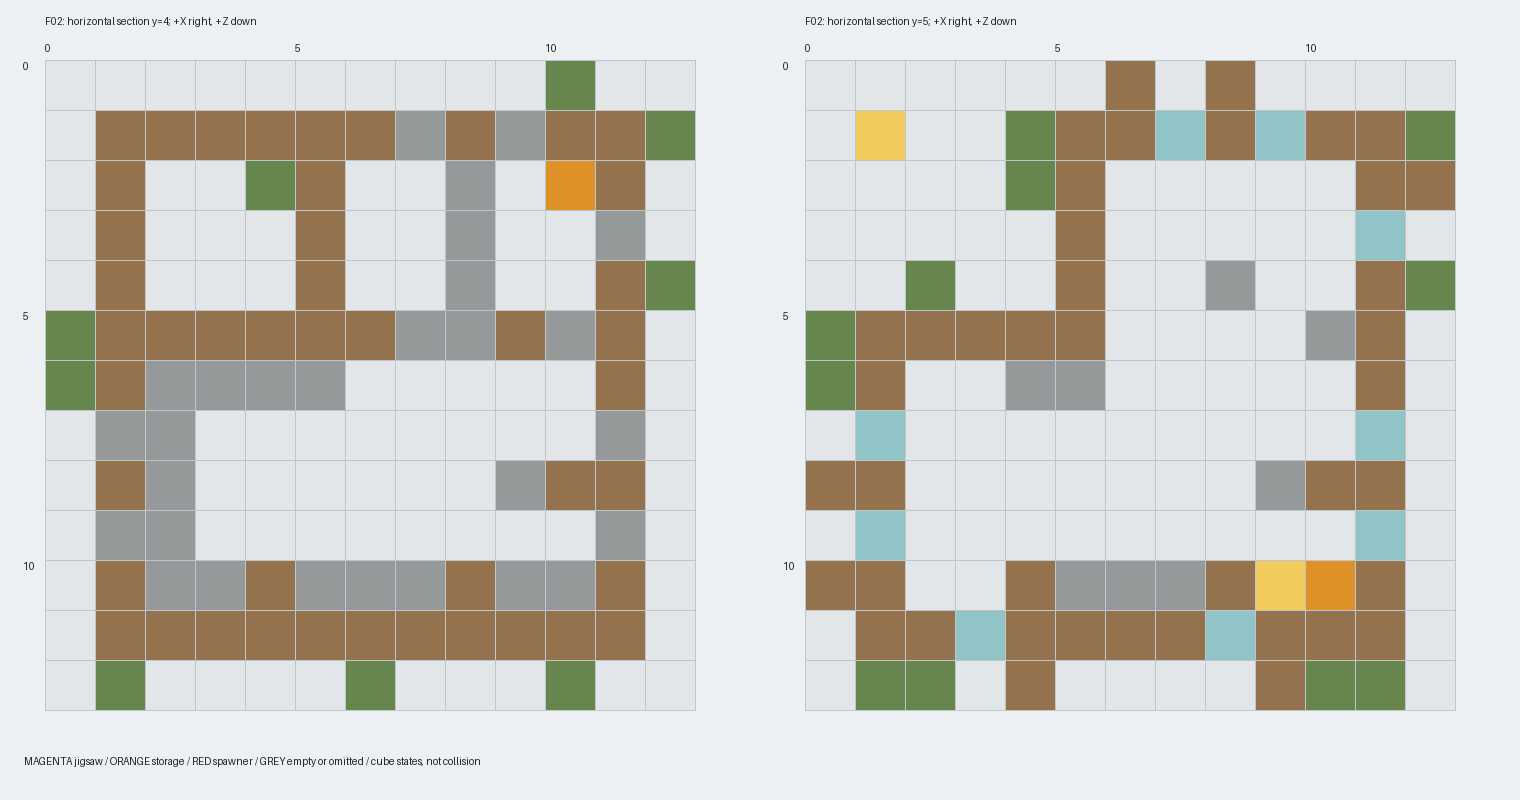 F02: horizontal section y=4; +X right, +Z down
F02: horizontal section y=5; +X right, +Z down
0 5 10
0 5 10
0
0
5
5
10
10
MAGENTA jigsaw / ORANGE storage / RED spawner / GREY empty or omitted / cube states, not collision